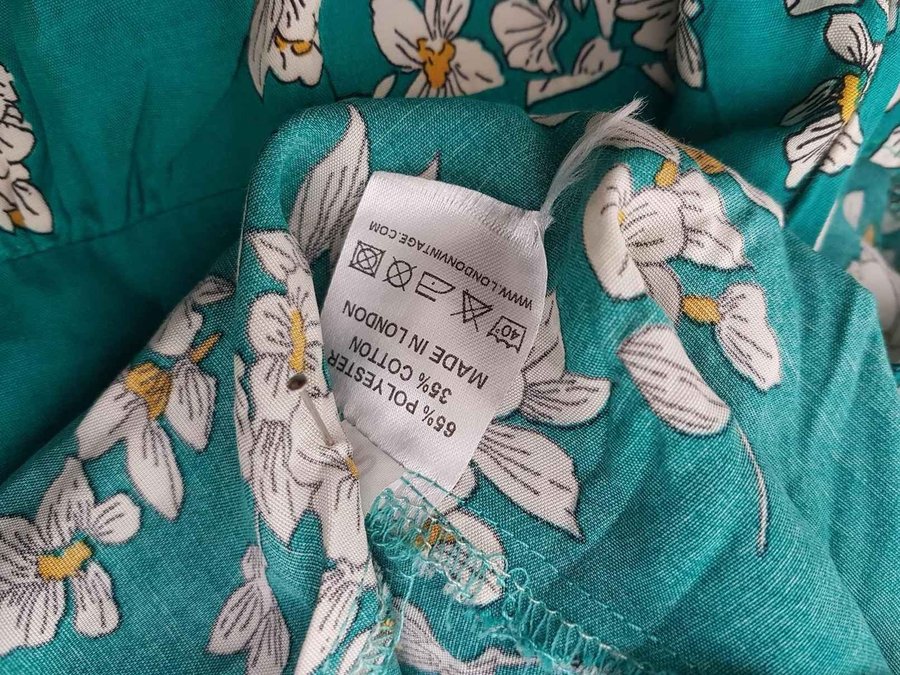 65% POLYESTER
35% COTTON
MADE IN LONDON
40°
WWW.LONDONVINTAGE.COM